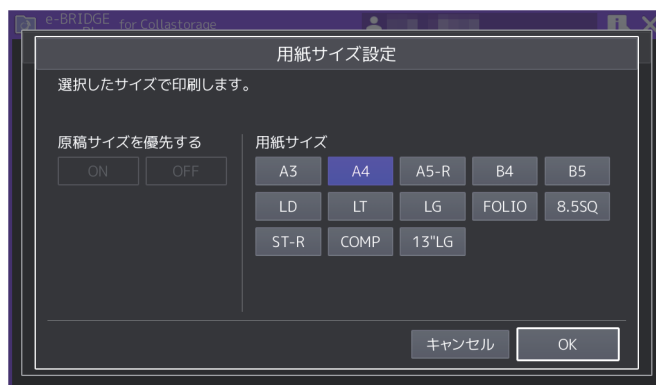 e-BRIDGE for Collastorage
用紙サイズ設定
選択したサイズで印刷します。
原稿サイズを優先する
ON OFF
用紙サイズ
A3 A4 A5-R B4 B5
LD LT LG FOLIO 8.5SQ
ST-R COMP 13"LG
キャンセル OK